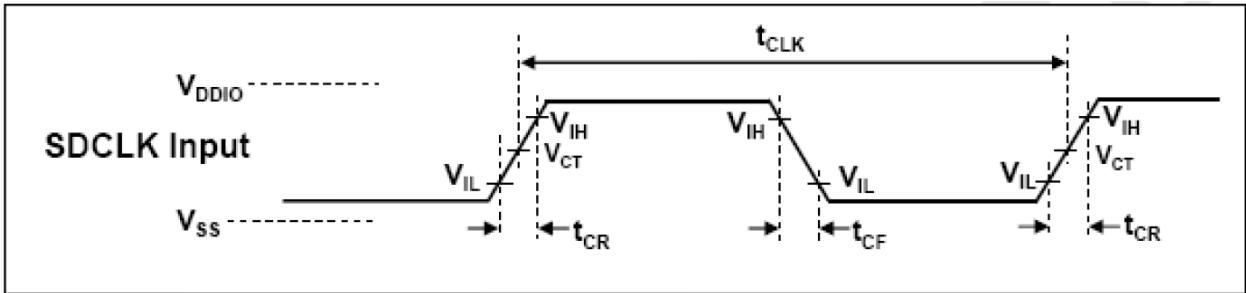 tCLK
VDDIO
SDCLK Input
VIH
VCT
VIL
VIH
VIL
VIH
VCT
VIL
VSS
tCR
tCF
tCR